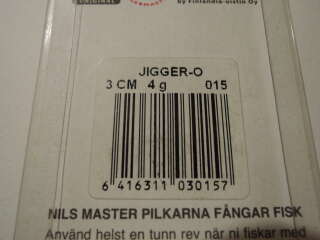 ORIGINAL
by Finlandia-Uistin Oy
JIGGER-O
3 CM 4 g 015
6 416311 030157
NILS MASTER PILKARNA FÅNGAR FISK
Använd helst en tunn rev när ni fiskar med